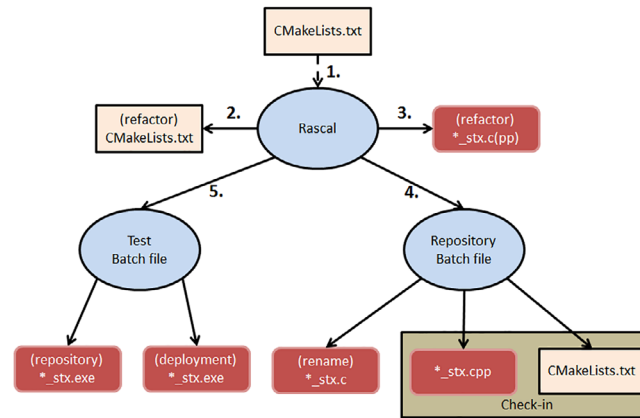 CMakeLists.txt
1.
(refactor)
CMakeLists.txt
2.
Rascal
3.
(refactor)
*_stx.c(pp)
5.
4.
Test
Batch file
Repository
Batch file
(repository)
*_stx.exe
(deployment)
*_stx.exe
(rename)
*_stx.c
*_stx.cpp
CMakeLists.txt
Check-in